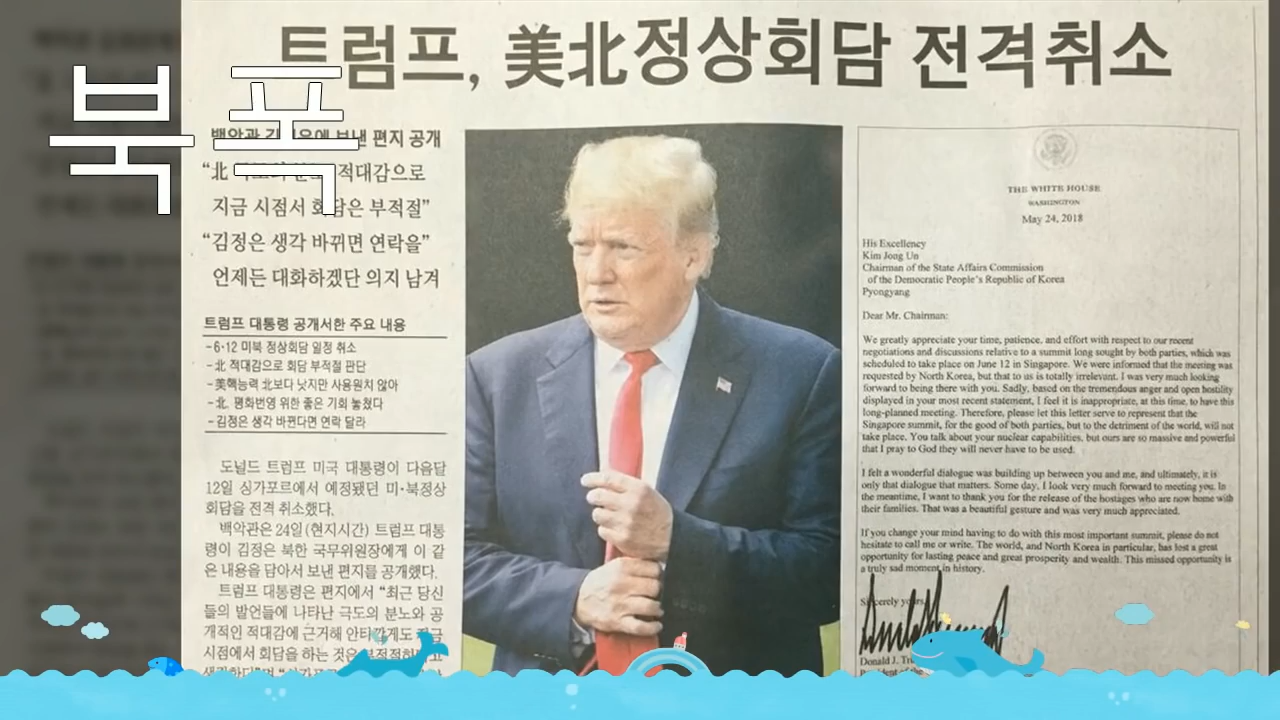 북폭
트럼프, 美北정상회담 전격취소
백악관 보낸 편지 공개
“北 적대감으로
지금 시점서 회담은 부적절”
“김정은 생각 바뀌면 연락을”
언제든 대화하겠단 의지 남겨
트럼프 대통령 공개서한 주요 내용
-6·12 미북 정상회담 일정 취소
-北 적대감으로 회담 부적절 판단
-美核능력 北보다 낫지만 사용원치 않아
-北, 평화번영 위한 좋은 기회 놓쳤다
-김정은 생각 바뀐다면 연락 달라
도널드 트럼프 미국 대통령이 다음달
12일 싱가포르에서 예정됐던 미·북정상
회담을 전격 취소했다.
백악관은 24일(현지시간) 트럼프 대통
령이 김정은 북한 국무위원장에게 이 같
은 내용을 담아서 보낸 편지를 공개했다.
트럼프 대통령은 편지에서 “최근 당신
들의 발언들에 나타난 극도의 분노와 공
개적인 적대감에 근거해 안타깝게도 지금
시점에서 회담을 하는 것은 부적절하다고
THE WHITE HOUSE
WASHINGTON
May 24, 2018
His Excellency
Kim Jong Un
Chairman of the State Affairs Commission
of the Democratic People's Republic of Korea
Pyongyang
Dear Mr. Chairman:
We greatly appreciate your time, patience, and effort with respect to our recent
negotiations and discussions relative to a summit long sought by both parties, which was
scheduled to take place on June 12 in Singapore. We were informed that the meeting was
requested by North Korea, but that to us is totally irrelevant. I was very much looking
forward to being there with you. Sadly, based on the tremendous anger and open hostility
displayed in your most recent statement, I feel it is inappropriate, at this time, to have this
long-planned meeting. Therefore, please let this letter serve to represent that the
Singapore summit, for the good of both parties, but to the detriment of the world, will not
take place. You talk about your nuclear capabilities, but ours are so massive and powerful
that I pray to God they will never have to be used.
I felt a wonderful dialogue was building up between you and me, and ultimately, it is
only that dialogue that matters. Some day, I look very much forward to meeting you. In
the meantime, I want to thank you for the release of the hostages who are now home with
their families. That was a beautiful gesture and was very much appreciated.
If you change your mind having to do with this most important summit, please do not
hesitate to call me or write. The world, and North Korea in particular, has lost a great
opportunity for lasting peace and great prosperity and wealth. This missed opportunity is
a truly sad moment in history.
Sincerely yours,
Donald J.